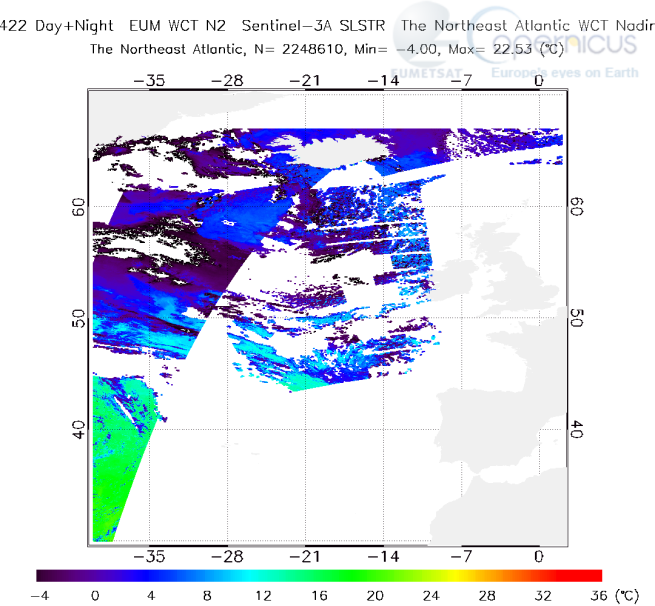 422 Day+Night EUM WCT N2 Sentinel−3A SLSTR The Northeast Atlantic WCT Nadir
The Northeast Atlantic, N= 2248610, Min= −4.00, Max= 22.53 (°C)
opernicus
EUMETSAT Europe's eyes on Earth
−35 −28 −21 −14 −7 0
60 60
50 50
40 40
−35 −28 −21 −14 −7 0
−4 0 4 8 12 16 20 24 28 32 36 (°C)